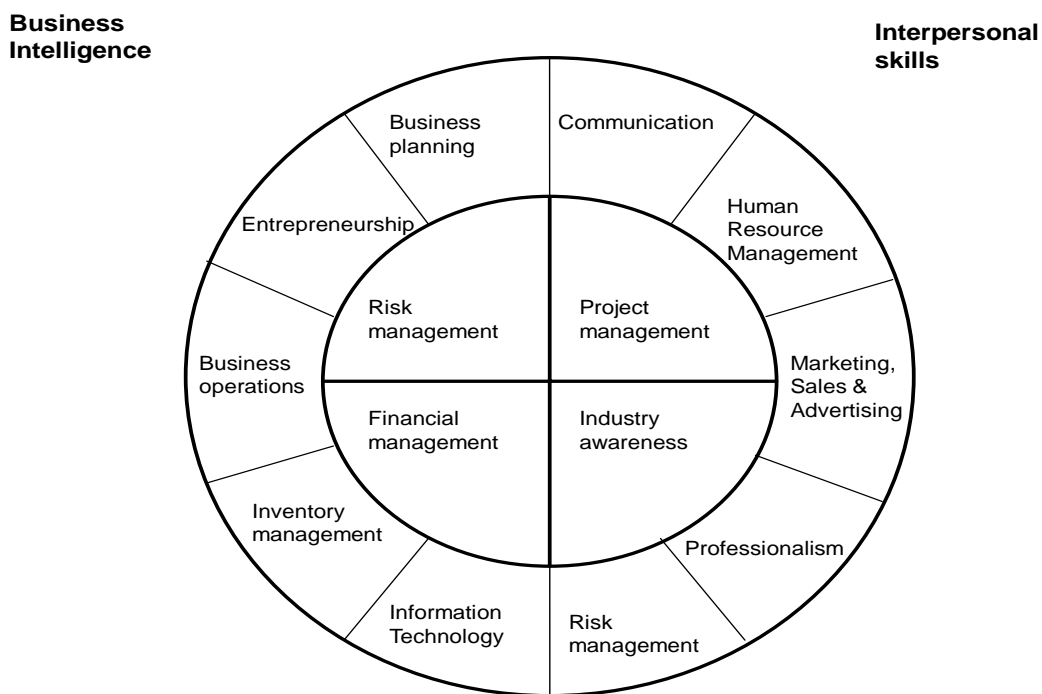 Business
Intelligence
Interpersonal
skills
Business
planning
Communication
Entrepreneurship
Human
Resource
Management
Risk
management
Project
management
Business
operations
Marketing,
Sales &
Advertising
Financial
management
Industry
awareness
Inventory
management
Professionalism
Information
Technology
Risk
management